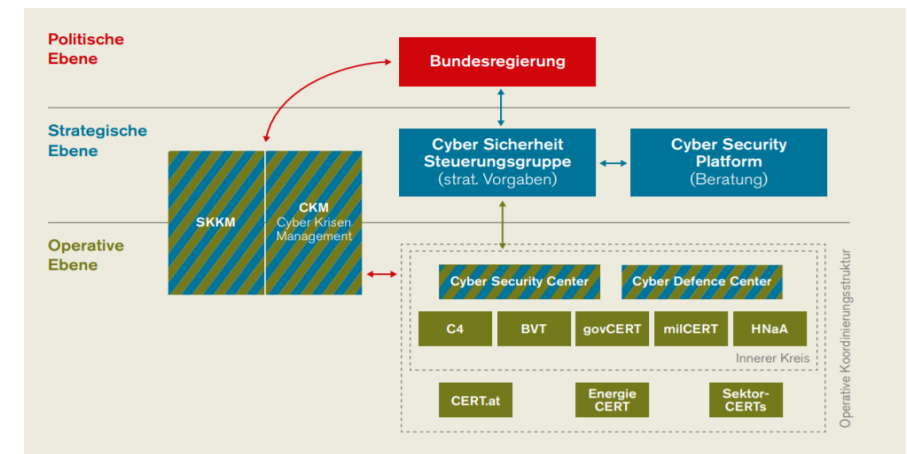 Politische
Ebene
Bundesregierung
Strategische
Ebene
Cyber Sicherheit
Steuerungsgruppe
(strat. Vorgaben)
Cyber Security
Platform
(Beratung)
SKKM
CKM
Cyber Krisen
Management
Operative
Ebene
Cyber Security Center
Cyber Defence Center
C4
BVT
govCERT
milCERT
HNaA
Innerer Kreis
CERT.at
Energie
CERT
Sektor-
CERTs
Operative Koordinierungsstruktur